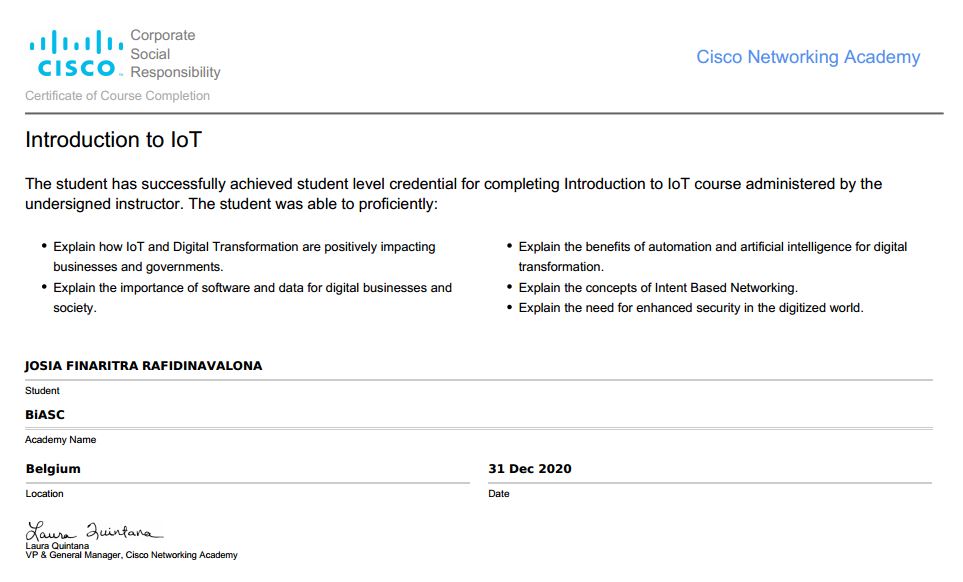 Corporate
Social
Responsibility
CISCO™
Cisco Networking Academy
Certificate of Course Completion
Introduction to IoT
The student has successfully achieved student level credential for completing Introduction to IoT course administered by the
undersigned instructor. The student was able to proficiently:
• Explain how IoT and Digital Transformation are positively impacting
businesses and governments.
• Explain the importance of software and data for digital businesses and
society.
• Explain the benefits of automation and artificial intelligence for digital
transformation.
• Explain the concepts of Intent Based Networking.
• Explain the need for enhanced security in the digitized world.
JOSIA FINARITRA RAFIDINAVALONA
Student
BiASC
Academy Name
Belgium
Location
31 Dec 2020
Date
Laura Quintana
Laura Quintana
VP & General Manager, Cisco Networking Academy